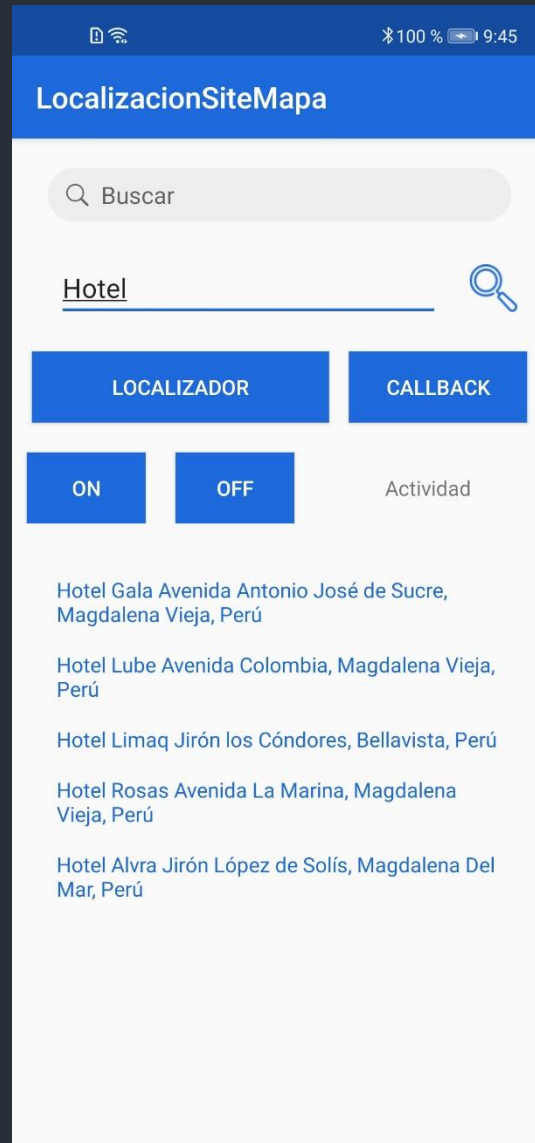 100 % 9:45
LocalizacionSiteMapa
Buscar
Hotel
LOCALIZADOR CALLBACK
ON OFF Actividad
Hotel Gala Avenida Antonio José de Sucre,
Magdalena Vieja, Perú
Hotel Lube Avenida Colombia, Magdalena Vieja,
Perú
Hotel Limaq Jirón los Cóndores, Bellavista, Perú
Hotel Rosas Avenida La Marina, Magdalena
Vieja, Perú
Hotel Alvra Jirón López de Solís, Magdalena Del
Mar, Perú